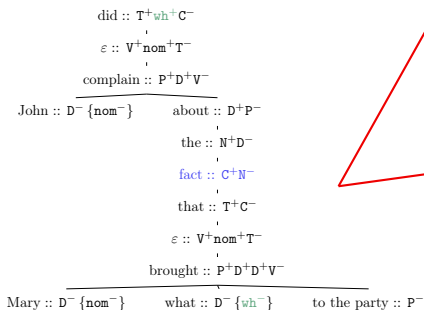 did :: T⁺wh⁺C⁻
ε :: V⁺nom⁺T⁻
complain :: P⁺D⁺V⁻
John :: D⁻{nom⁻} about :: D⁺P⁻
the :: N⁺D⁻
fact :: C⁺N⁻
that :: T⁺C⁻
ε :: V⁺nom⁺T⁻
brought :: P⁺D⁺D⁺V⁻
Mary :: D⁻{nom⁻} what :: D⁻{wh⁻} to the party :: P⁻